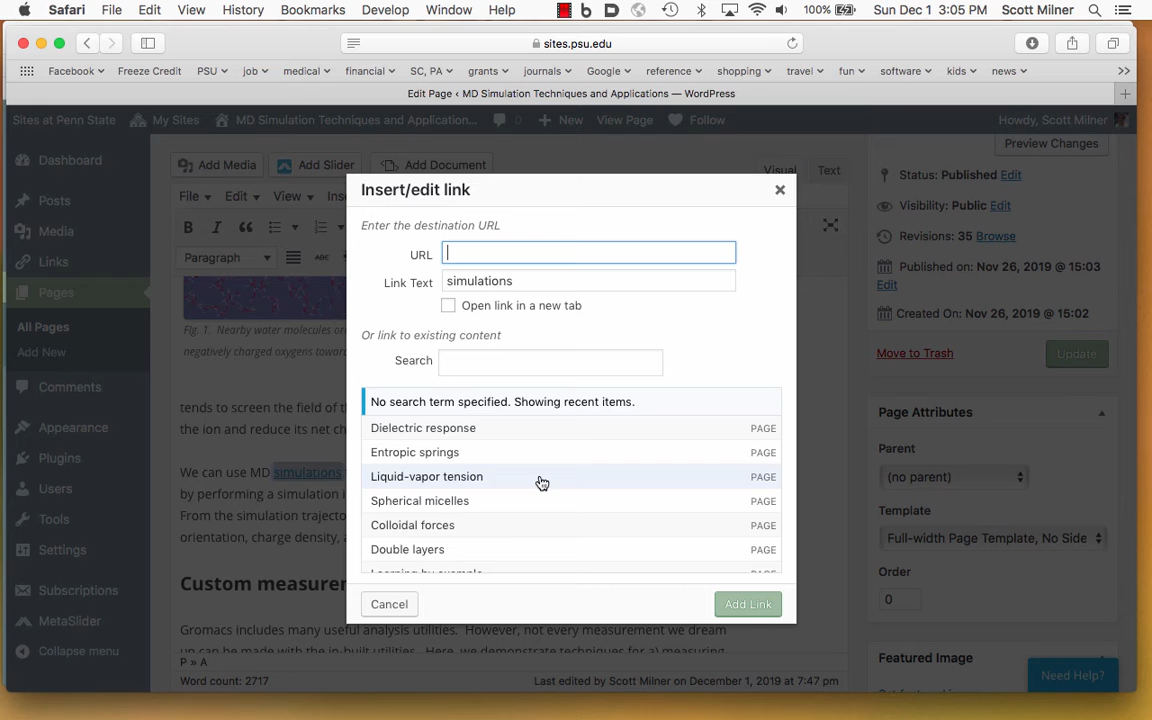 Safari File Edit View History Bookmarks Develop Window Help 100% Sun Dec 1 3:05 PM Scott Milner
sites.psu.edu
Facebook Freeze Credit PSU job medical financial SC, PA grants journals Google reference shopping travel fun software kids news
Edit Page < MD Simulation Techniques and Applications — WordPress
Sites at Penn State My Sites MD Simulation Techniques and Application... 0 New View Page Follow Howdy, Scott Milner
Dashboard
Posts
Media
Links
Pages
All Pages
Add New
Comments
Appearance
Plugins
Users
Tools
Settings
Subscriptions
MetaSlider
Collapse menu
Add Media Add Slider Add Document Visual Text
File Edit View Inse
B I
Paragraph ABC
Fig. 1. Nearby water molecules ori
negatively charged oxygens towar
tends to screen the field of t
the ion and reduce its net ch
We can use MD simulations
by performing a simulation i
From the simulation trajecto
orientation, charge density, a
Custom measurem
Gromacs includes many useful analysis utilities. However, not every measurement we dream
up can be made with the in-built utilities. Here, we demonstrate techniques for a) measuring
P » A
Word count: 2717 Last edited by Scott Milner on December 1, 2019 at 7:47 pm
Insert/edit link
Enter the destination URL
URL
Link Text simulations
Open link in a new tab
Or link to existing content
Search
No search term specified. Showing recent items.
Dielectric response PAGE
Entropic springs PAGE
Liquid-vapor tension PAGE
Spherical micelles PAGE
Colloidal forces PAGE
Double layers PAGE
Learning by example PAGE
Cancel Add Link
Preview Changes
Status: Published Edit
Visibility: Public Edit
Revisions: 35 Browse
Published on: Nov 26, 2019 @ 15:03
Edit
Created On: Nov 26, 2019 @ 15:02
Move to Trash Update
Page Attributes
Parent
(no parent)
Template
Full-width Page Template, No Side
Order
0
Featured Image
Need Help?